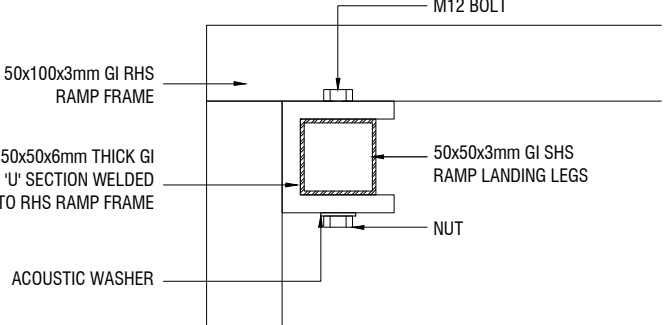 M12 BOLT
50x100x3mm GI RHS
RAMP FRAME
50x50x6mm THICK GI
'U' SECTION WELDED
TO RHS RAMP FRAME
50x50x3mm GI SHS
RAMP LANDING LEGS
NUT
ACOUSTIC WASHER